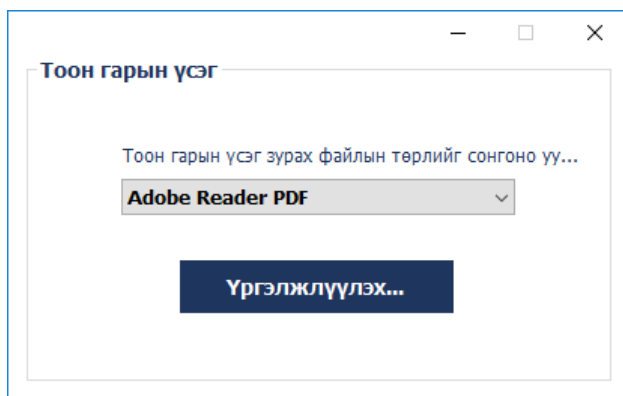 Тоон гарын үсэг
Тоон гарын үсэг зурах файлын төрлийг сонгоно уу...
Adobe Reader PDF
Үргэлжлүүлэх...